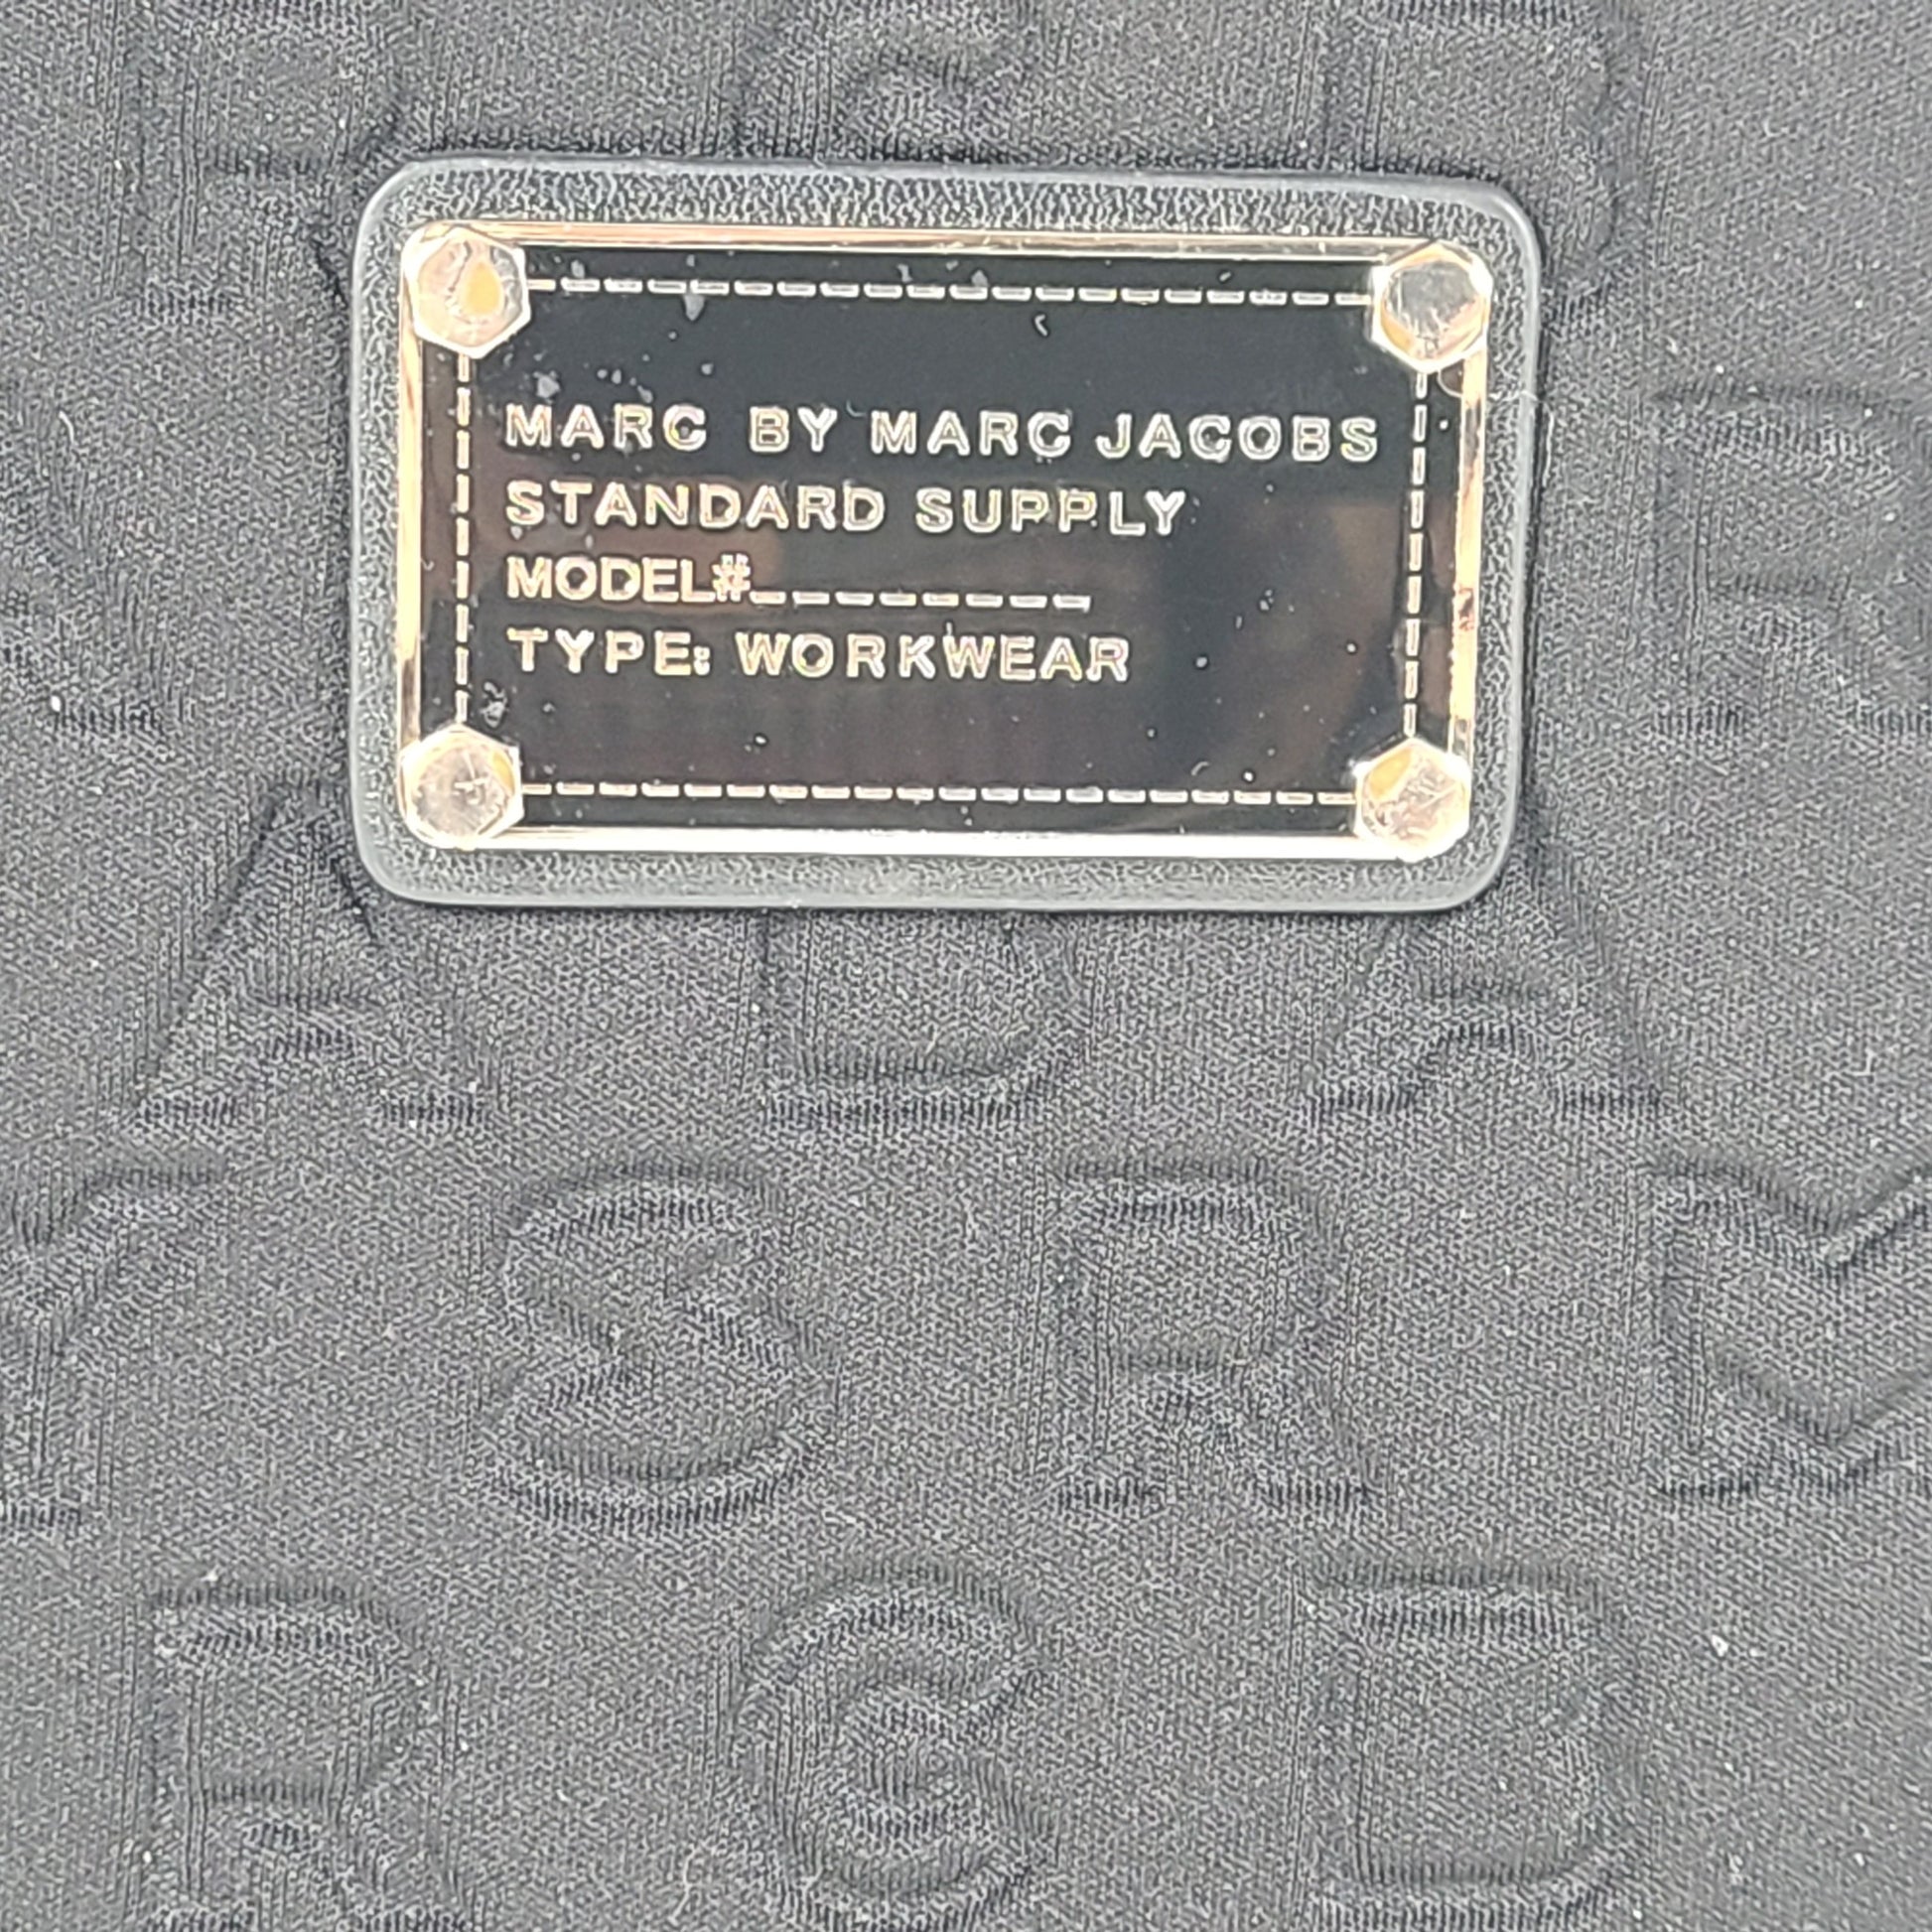 MARC BY MARC JACOBS
STANDARD SUPPLY
MODEL#_________
TYPE: WORKWEAR
A D A
Y S R M
R C B